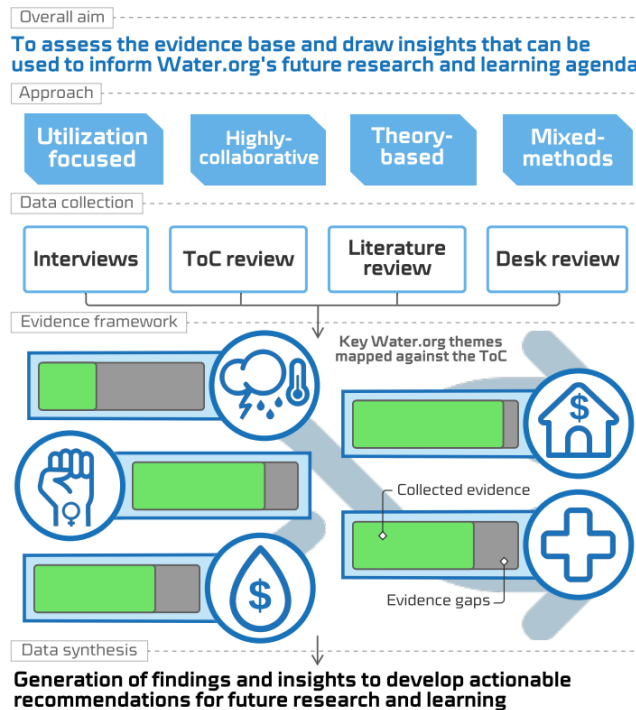 Overall aim
To assess the evidence base and draw insights that can be
used to inform Water.org's future research and learning agenda
Approach
Utilization
focused
Highly-
collaborative
Theory-
based
Mixed-
methods
Data collection
Interviews
ToC review
Literature
review
Desk review
Evidence framework
Key Water.org themes
mapped against the ToC
$
Collected evidence
$
Evidence gaps
Data synthesis
Generation of findings and insights to develop actionable
recommendations for future research and learning